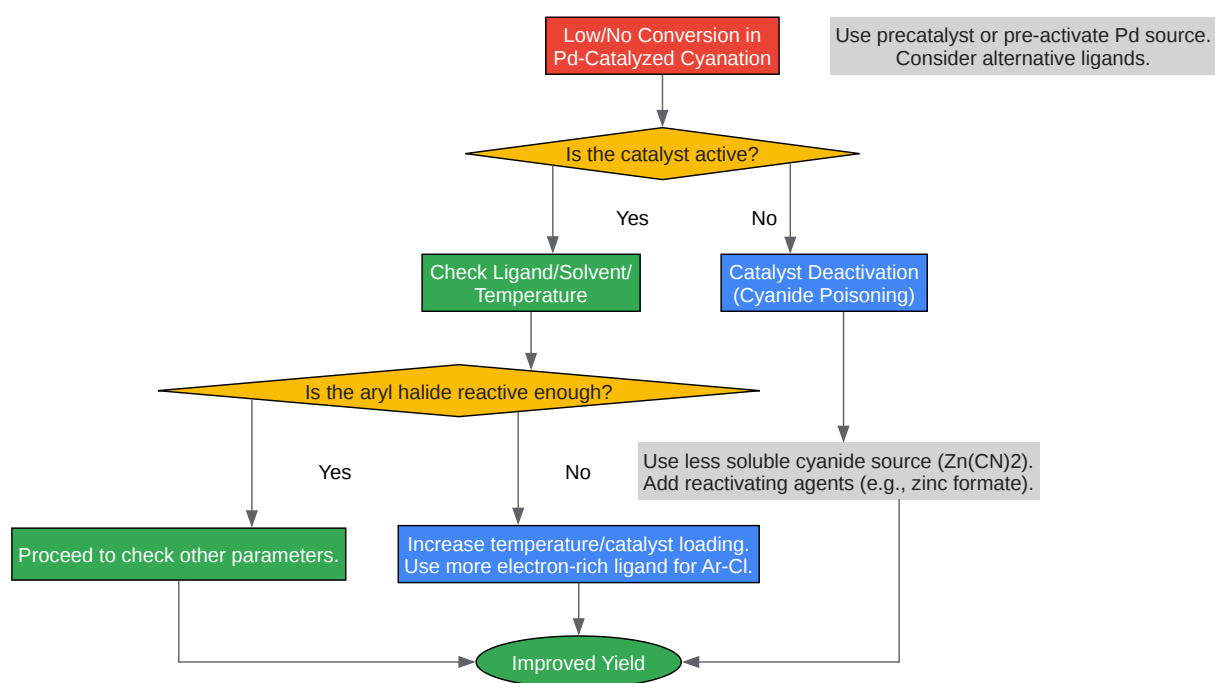 Low/No Conversion in
Pd-Catalyzed Cyanation
Use precatalyst or pre-activate Pd source.
Consider alternative ligands.
Is the catalyst active?
Yes
No
Check Ligand/Solvent/
Temperature
Catalyst Deactivation
(Cyanide Poisoning)
Is the aryl halide reactive enough?
Yes
No
Use less soluble cyanide source (Zn(CN)2).
Add reactivating agents (e.g., zinc formate).
Proceed to check other parameters.
Increase temperature/catalyst loading.
Use more electron-rich ligand for Ar-Cl.
Improved Yield